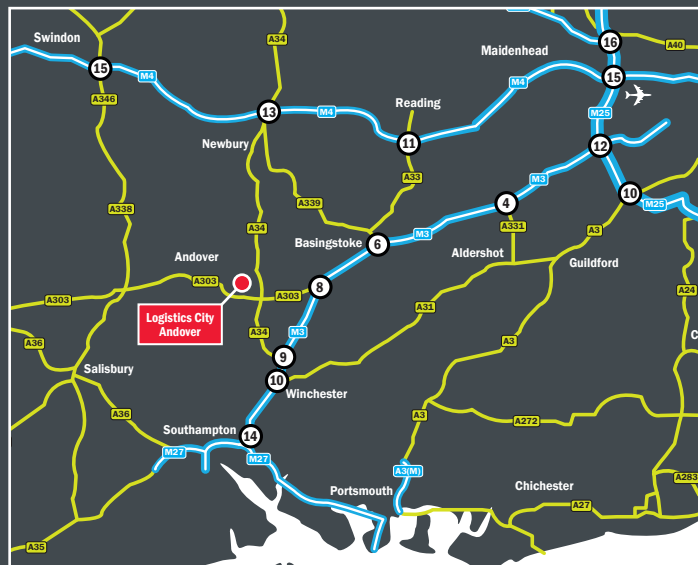 A34
16
A40
Swindon
Maidenhead
15
M4
M4
15
A346
13
M4
Reading
M25
Newbury
11
12
A33
M3
10
A338
A339
4
M25
A34
Basingstoke
6
M3
A331
A3
Andover
Aldershot
Guildford
A303
A303
A303
8
A24
Logistics City
Andover
A31
A36
A34
M3
A3
C
9
Salisbury
10
Winchester
A36
A3
A272
Southampton
14
M27
M27
A3(M)
A283
Portsmouth
Chichester
A27
A35